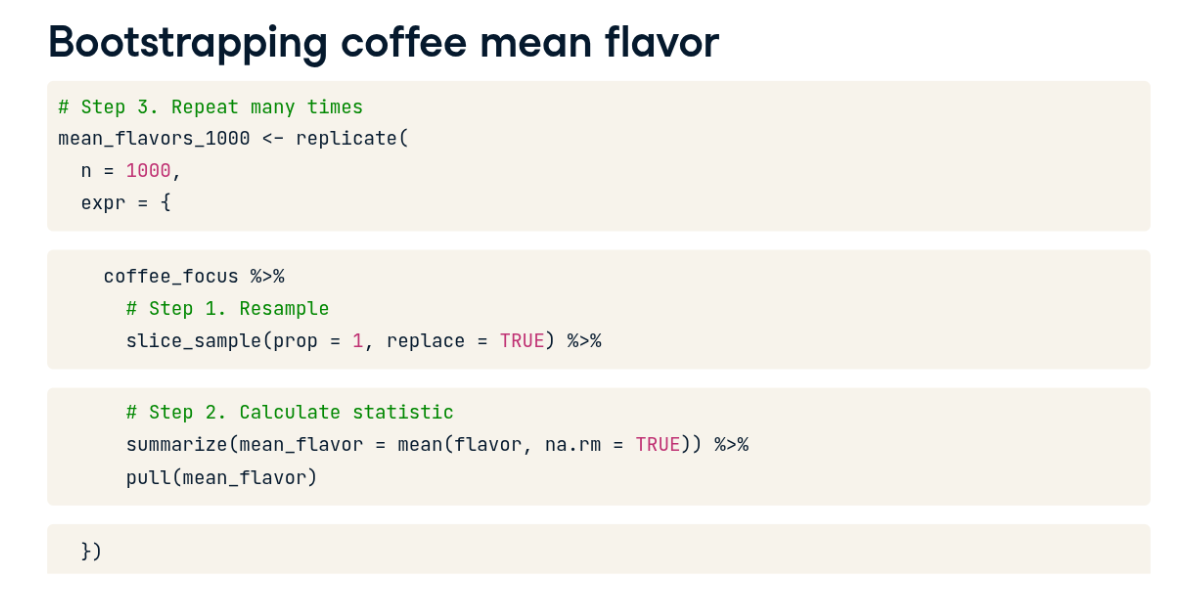 Bootstrapping coffee mean flavor
# Step 3. Repeat many times
mean_flavors_1000 <- replicate(
  n = 1000,
  expr = {
    coffee_focus %>%
      # Step 1. Resample
      slice_sample(prop = 1, replace = TRUE) %>%
      # Step 2. Calculate statistic
      summarize(mean_flavor = mean(flavor, na.rm = TRUE)) %>%
      pull(mean_flavor)
  })